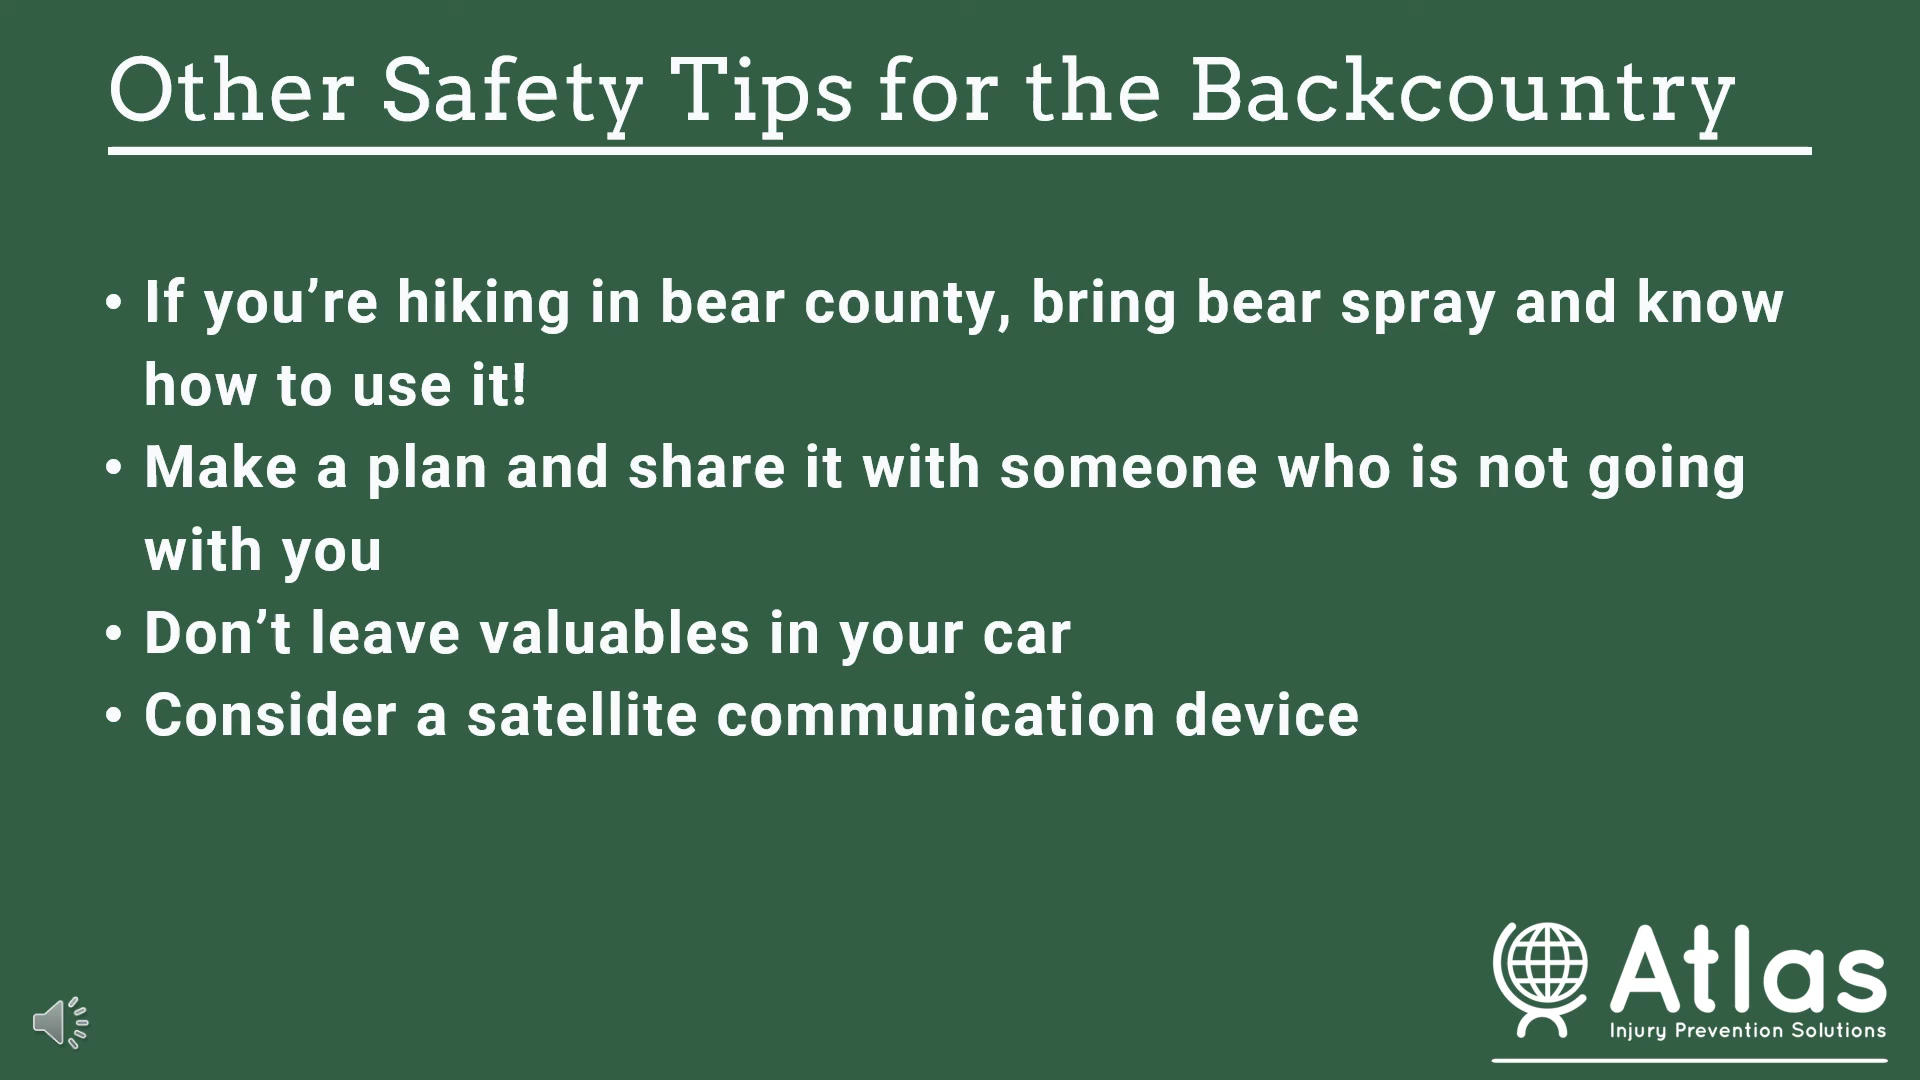 Other Safety Tips for the Backcountry
• If you’re hiking in bear county, bring bear spray and know
how to use it!
• Make a plan and share it with someone who is not going
with you
• Don’t leave valuables in your car
• Consider a satellite communication device
Atlas
Injury Prevention Solutions